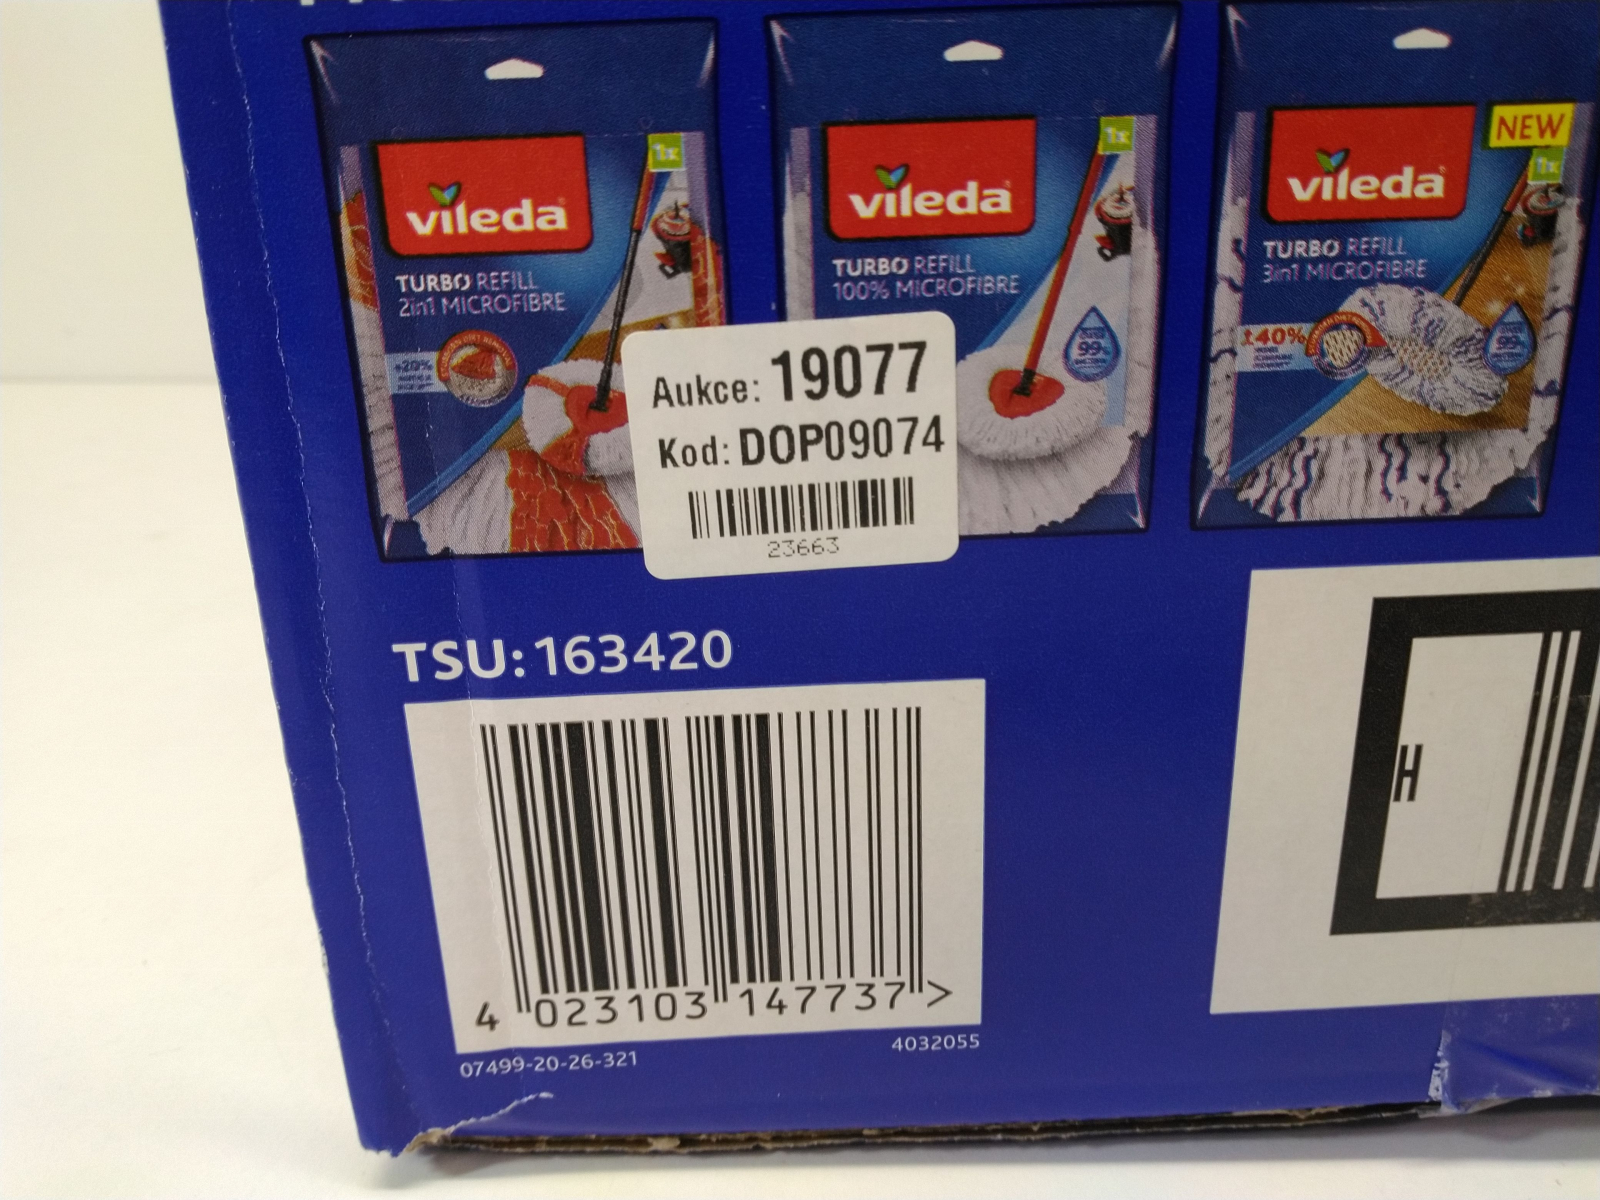 vileda
1x
TURBO REFILL
2in1 MICROFIBRE
+20%
vileda
1x
TURBO REFILL
100% MICROFIBRE
99%
vileda
NEW
1x
TURBO REFILL
3in1 MICROFIBRE
+40%
99%
Aukce: 19077
Kod: DOP09074
23663
TSU: 163420
4 023103 147737 >
07499-20-26-321
4032055
H